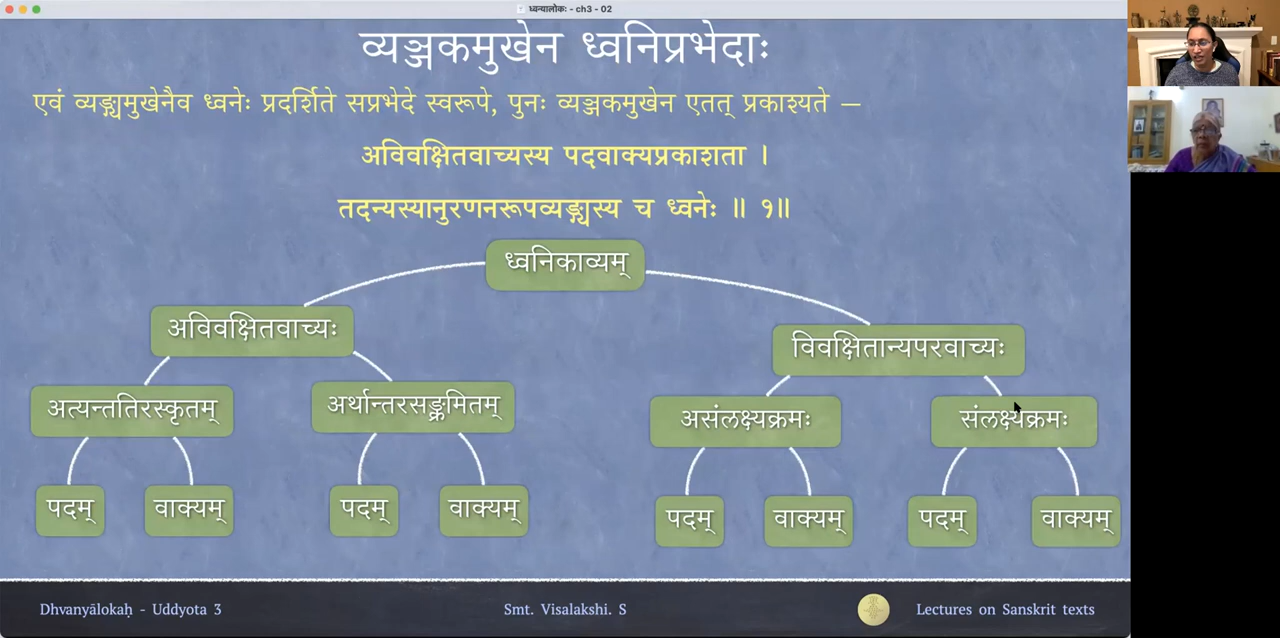 ध्वन्यालोकः - ch3 - 02
व्यञ्जकमुखेन ध्वनिप्रभेदाः
एवं व्यङ्ग्यमुखेनैव ध्वनेः प्रदर्शिते सप्रभेदे स्वरूपे, पुनः व्यञ्जकमुखेन एतत् प्रकाश्यते –
अविवक्षितवाच्यस्य पदवाक्यप्रकाशता ।
तदन्यस्यानुरणनरूपव्यङ्ग्यस्य च ध्वनेः ॥ १॥
ध्वनिकाव्यम्
अविवक्षितवाच्यः
विवक्षितान्यपरवाच्यः
अत्यन्ततिरस्कृतम्
अर्थान्तरसङ्क्रमितम्
असंलक्ष्यक्रमः
संलक्ष्यक्रमः
पदम्
वाक्यम्
पदम्
वाक्यम्
पदम्
वाक्यम्
पदम्
वाक्यम्
Dhvanyālokaḥ - Uddyota 3
Smt. Visalakshi. S
Lectures on Sanskrit texts